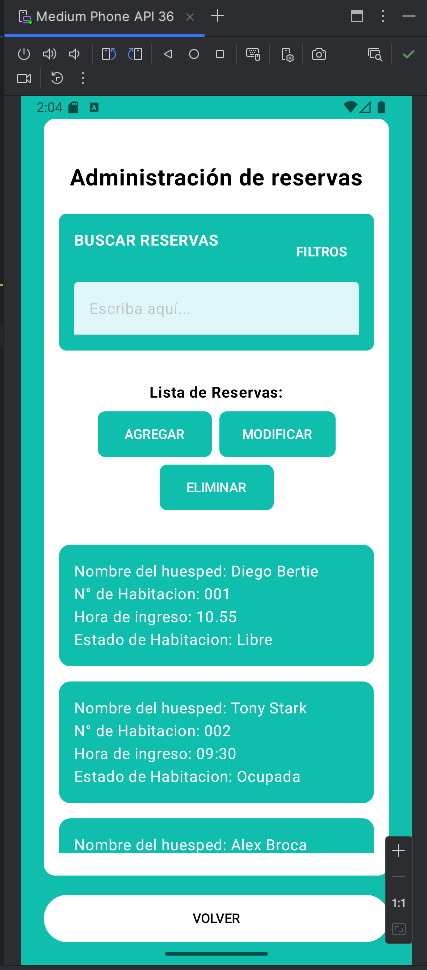 Medium Phone API 36
2:04
A
Administración de reservas
BUSCAR RESERVAS
FILTROS
Escriba aquí...
Lista de Reservas:
AGREGAR
MODIFICAR
ELIMINAR
Nombre del huesped: Diego Bertie
N° de Habitacion: 001
Hora de ingreso: 10.55
Estado de Habitacion: Libre
Nombre del huesped: Tony Stark
N° de Habitacion: 002
Hora de ingreso: 09:30
Estado de Habitacion: Ocupada
Nombre del huesped: Alex Broca
1:1
VOLVER